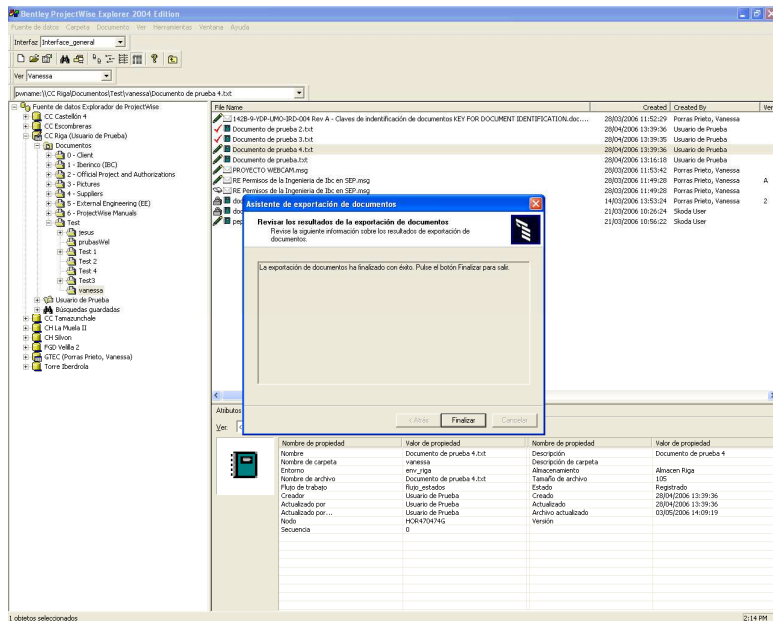 Bentley ProjectWise Explorer 2004 Edition
Fuente de datos Carpeta Documento Ver Herramientas Ventana Ayuda
Interfaz Interface_general
Ver Vanessa
pwname:\\CC Riga\Documentos\Test\vanessa\Documento de prueba 4.txt
Fuente de datos Explorador de ProjectWise
CC Castellón 4
CC Escombreras
CC Riga (Usuario de Prueba)
Documentos
0 - Client
1 - Iberinco (IBC)
2 - Official Project and Authorizations
3 - Pictures
4 - Suppliers
5 - External Engineering (EE)
6 - ProjectWise Manuals
Test
jesus
prubasWel
Test 1
Test 2
Test 4
Test3
vanessa
Usuario de Prueba
Búsquedas guardadas
CC Tamazunchale
CH La Muela II
CH Silvon
FGD Velilla 2
GTEC (Porras Prieto, Vanessa)
Torre Iberdrola
File Name Created Created By Ver
142B-9-YDP-UMO-IRD-004 Rev A - Claves de indentificación de documentos KEY FOR DOCUMENT IDENTIFICATION.doc.... 28/03/2006 11:52:29 Porras Prieto, Vanessa
Documento de prueba 2.txt 28/04/2006 13:39:36 Usuario de Prueba
Documento de prueba 3.txt 28/04/2006 13:39:35 Usuario de Prueba
Documento de prueba 4.txt 28/04/2006 13:39:36 Usuario de Prueba
Documento de prueba.txt 28/04/2006 13:16:18 Usuario de Prueba
PROYECTO WEBCAM.msg 28/03/2006 11:53:42 Porras Prieto, Vanessa
RE Permisos de la Ingenieria de Ibc en SEP.msg 28/03/2006 11:49:28 Porras Prieto, Vanessa A
RE Permisos de la Ingenieria de Ibc en SEP.msg 28/03/2006 11:49:28 Porras Prieto, Vanessa
14/03/2006 13:53:24 Porras Prieto, Vanessa 2
21/03/2006 10:26:24 Skoda User
21/03/2006 10:56:22 Skoda User
Asistente de exportación de documentos
Revisar los resultados de la exportación de documentos
Revise la siguiente información sobre los resultados de exportación de
documentos.
La exportación de documentos ha finalizado con éxito. Pulse el botón Finalizar para salir.
< Atrás Finalizar Cancelar
Atributos
Ver:
Nombre de propiedad Valor de propiedad Nombre de propiedad Valor de propiedad
Nombre Documento de prueba 4.txt Descripción Documento de prueba 4
Nombre de carpeta vanessa Descripción de carpeta
Entorno env_riga Almacenamiento Almacen Riga
Nombre de archivo Documento de prueba 4.txt Tamaño de archivo 105
Flujo de trabajo flujo_estados Estado Registrado
Creador Usuario de Prueba Creado 28/04/2006 13:39:36
Actualizado por Usuario de Prueba Actualizado 28/04/2006 13:39:36
Actualizado por... Usuario de Prueba Archivo actualizado 03/05/2006 14:09:19
Nodo HOR470474G Versión
Secuencia 0
1 objetos seleccionados 2:14 PM